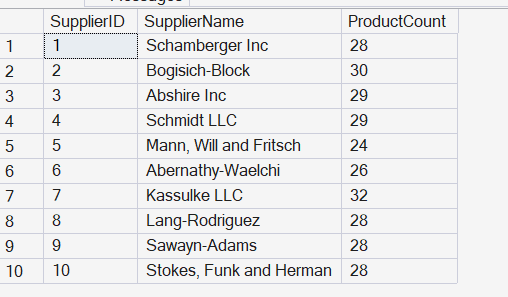 Messages
SupplierID SupplierName ProductCount
1 1 Schamberger Inc 28
2 2 Bogisich-Block 30
3 3 Abshire Inc 29
4 4 Schmidt LLC 29
5 5 Mann, Will and Fritsch 24
6 6 Abernathy-Waelchi 26
7 7 Kassulke LLC 32
8 8 Lang-Rodriguez 28
9 9 Sawayn-Adams 28
10 10 Stokes, Funk and Herman 28